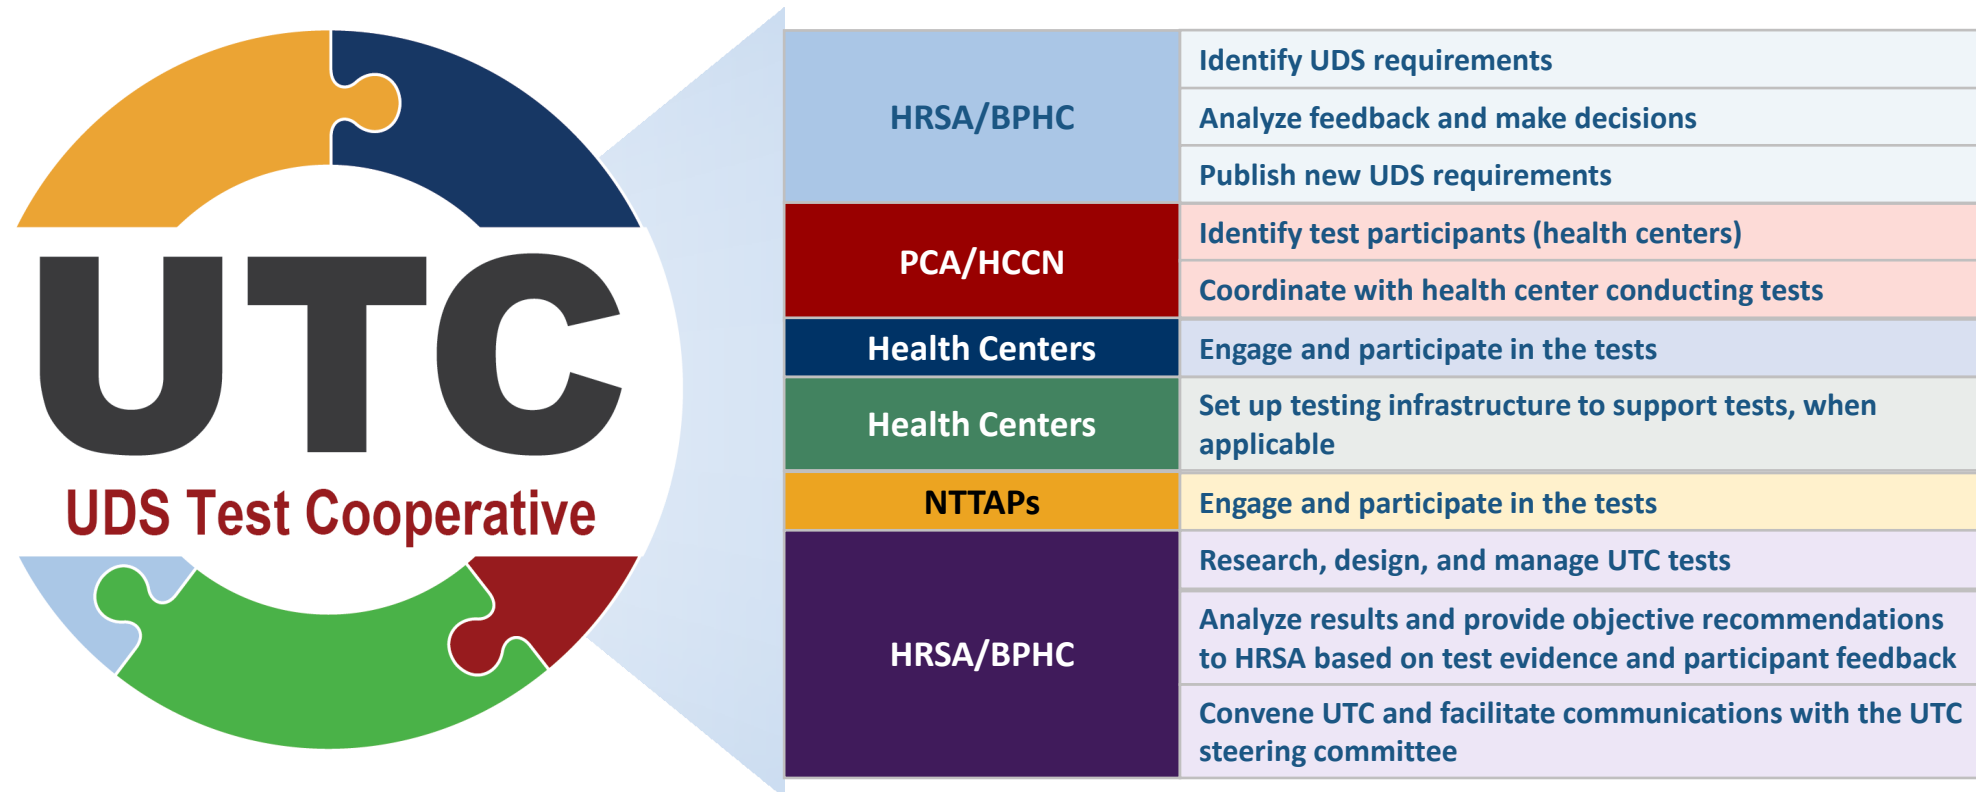 UTC
UDS Test Cooperative
HRSA/BPHC
Identify UDS requirements
Analyze feedback and make decisions
Publish new UDS requirements
PCA/HCCN
Identify test participants (health centers)
Coordinate with health center conducting tests
Health Centers
Engage and participate in the tests
Health Centers
Set up testing infrastructure to support tests, when
applicable
NTTAPs
Engage and participate in the tests
HRSA/BPHC
Research, design, and manage UTC tests
Analyze results and provide objective recommendations
to HRSA based on test evidence and participant feedback
Convene UTC and facilitate communications with the UTC
steering committee